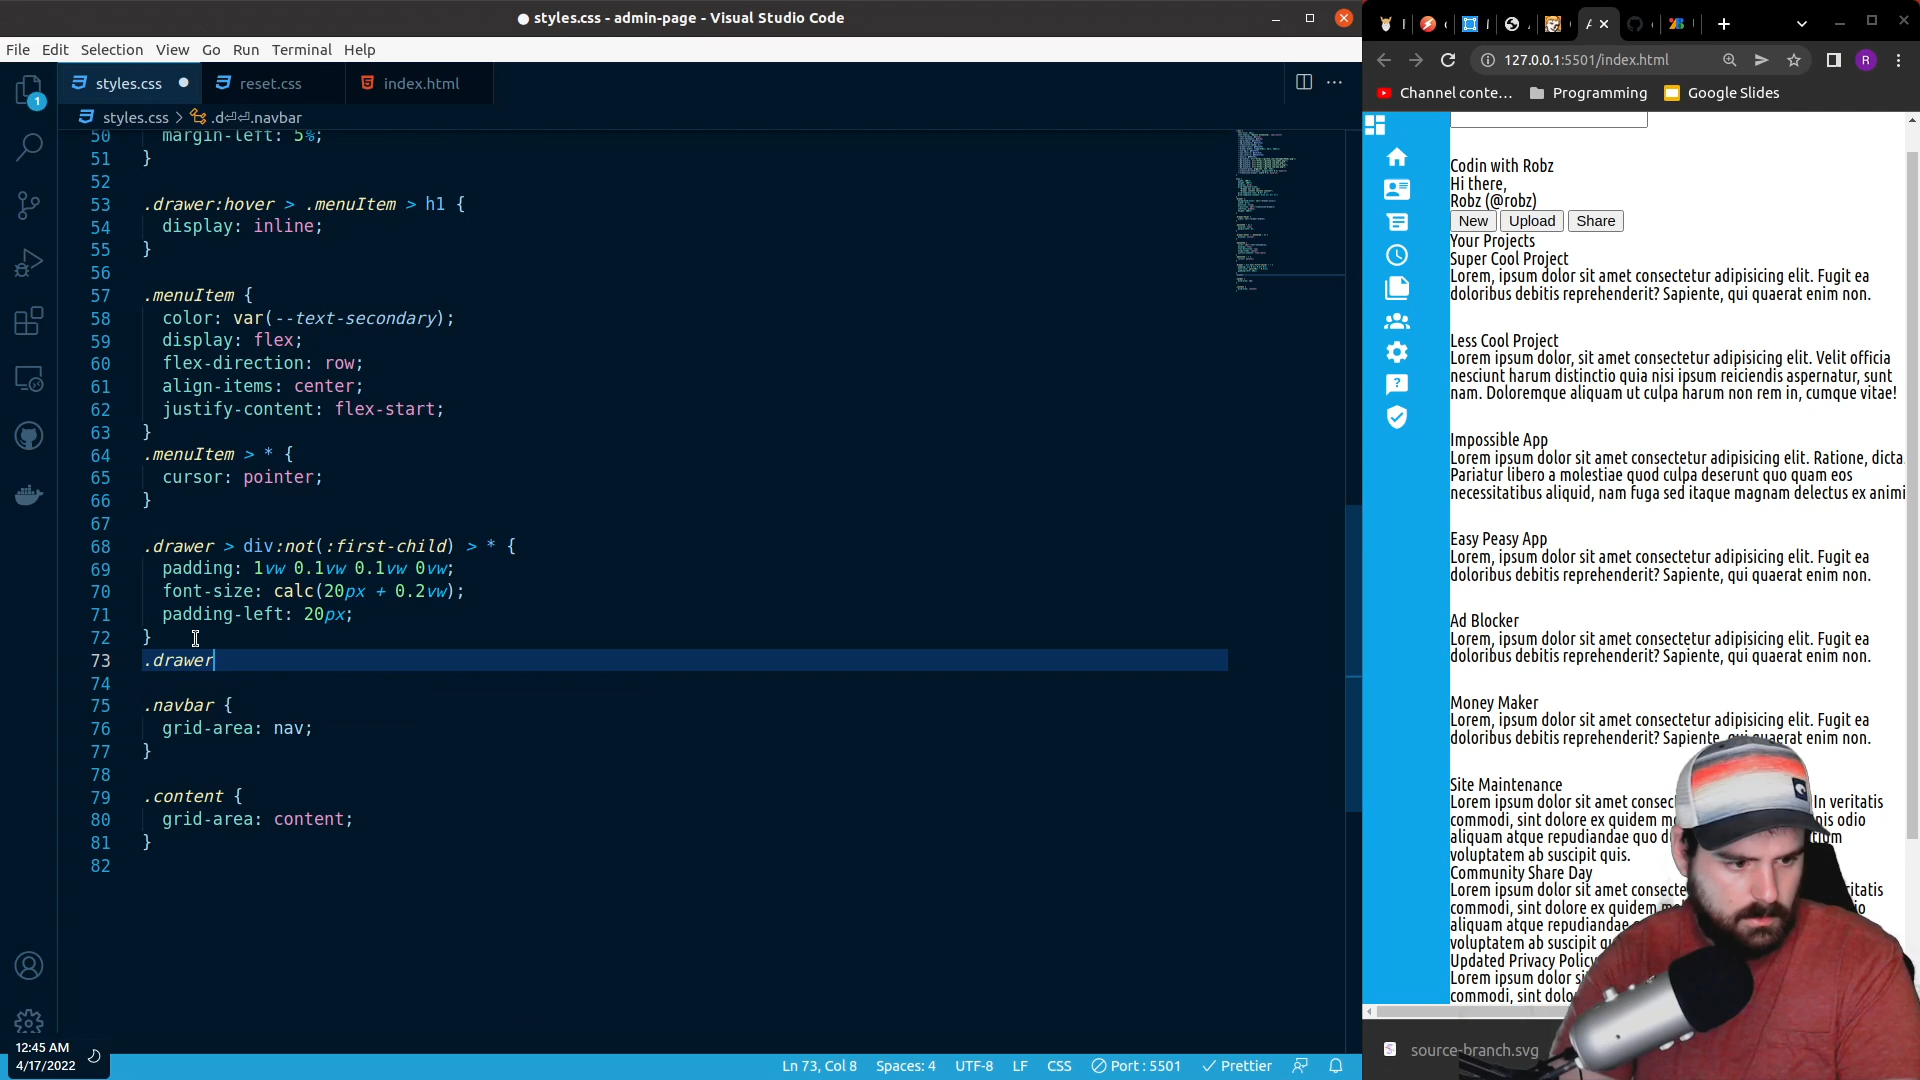 styles.css - admin-page - Visual Studio Code
File Edit Selection View Go Run Terminal Help
styles.css reset.css index.html
styles.css > .d⏎⏎.navbar
50 margin-left: 5%;
51 }
52
53 .drawer:hover > .menuItem > h1 {
54 display: inline;
55 }
56
57 .menuItem {
58 color: var(--text-secondary);
59 display: flex;
60 flex-direction: row;
61 align-items: center;
62 justify-content: flex-start;
63 }
64 .menuItem > * {
65 cursor: pointer;
66 }
67
68 .drawer > div:not(:first-child) > * {
69 padding: 1vw 0.1vw 0.1vw 0vw;
70 font-size: calc(20px + 0.2vw);
71 padding-left: 20px;
72 }
73 .drawer
74
75 .navbar {
76 grid-area: nav;
77 }
78
79 .content {
80 grid-area: content;
81 }
82
1
12:45 AM
4/17/2022
Ln 73, Col 8 Spaces: 4 UTF-8 LF CSS Port : 5501 Prettier
127.0.0.1:5501/index.html
R
Channel conte... Programming Google Slides
Codin with Robz
Hi there,
Robz (@robz)
New Upload Share
Your Projects
Super Cool Project
Lorem, ipsum dolor sit amet consectetur adipisicing elit. Fugit ea
doloribus debitis reprehenderit? Sapiente, qui quaerat enim non.
Less Cool Project
Lorem ipsum dolor, sit amet consectetur adipisicing elit. Velit officia
nesciunt harum distinctio quia nisi ipsum reiciendis aspernatur, sunt
nam. Doloremque aliquam ut culpa harum non rem in, cumque vitae!
Impossible App
Lorem ipsum dolor sit amet consectetur adipisicing elit. Ratione, dicta
Pariatur libero a molestiae quod culpa deserunt quo quam eos
necessitatibus aliquid, nam fuga sed itaque magnam delectus ex animi
Easy Peasy App
Lorem, ipsum dolor sit amet consectetur adipisicing elit. Fugit ea
doloribus debitis reprehenderit? Sapiente, qui quaerat enim non.
Ad Blocker
Lorem, ipsum dolor sit amet consectetur adipisicing elit. Fugit ea
doloribus debitis reprehenderit? Sapiente, qui quaerat enim non.
Money Maker
Lorem, ipsum dolor sit amet consectetur adipisicing elit. Fugit ea
doloribus debitis reprehenderit? Sapiente, qui quaerat enim non.
Site Maintenance
Lorem ipsum dolor sit amet In veritatis
commodi, sint dolore ex quidem odio
aliquam atque repudiandae quo
voluptatem ab suscipit quis.
Community Share Day
Lorem ipsum dolor sit amet
commodi, sint dolore ex quidem
aliquam atque repudiandae
voluptatem ab suscipit
Updated Privacy Policy
Lorem ipsum dolor
commodi, sint
source-branch.svg